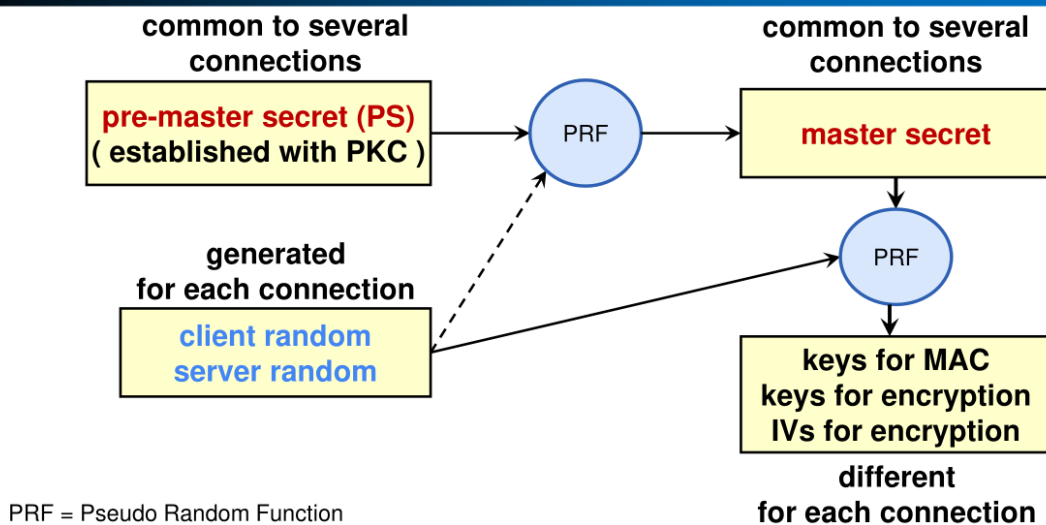 common to several
connections
pre-master secret (PS)
( established with PKC )
PRF
common to several
connections
master secret
generated
for each connection
client random
server random
PRF
keys for MAC
keys for encryption
IVs for encryption
different
for each connection
PRF = Pseudo Random Function